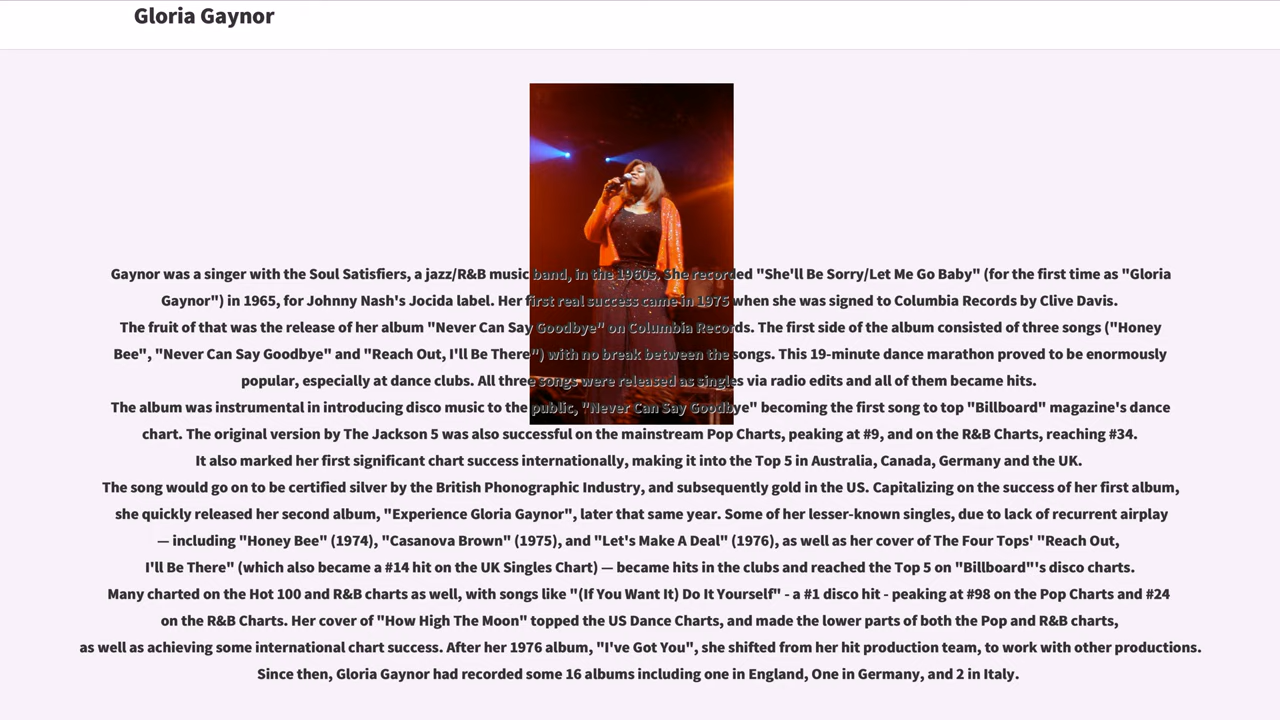 Gloria Gaynor
Gaynor was a singer with the Soul Satisfiers, a jazz/R&B music band, in the 1960s. She recorded "She'll Be Sorry/Let Me Go Baby" (for the first time as "Gloria
Gaynor") in 1965, for Johnny Nash's Jocida label. Her first real success came in 1975 when she was signed to Columbia Records by Clive Davis.
The fruit of that was the release of her album "Never Can Say Goodbye" on Columbia Records. The first side of the album consisted of three songs ("Honey
Bee", "Never Can Say Goodbye" and "Reach Out, I'll Be There") with no break between the songs. This 19-minute dance marathon proved to be enormously
popular, especially at dance clubs. All three songs were released as singles via radio edits and all of them became hits.
The album was instrumental in introducing disco music to the public, "Never Can Say Goodbye" becoming the first song to top "Billboard" magazine's dance
chart. The original version by The Jackson 5 was also successful on the mainstream Pop Charts, peaking at #9, and on the R&B Charts, reaching #34.
It also marked her first significant chart success internationally, making it into the Top 5 in Australia, Canada, Germany and the UK.
The song would go on to be certified silver by the British Phonographic Industry, and subsequently gold in the US. Capitalizing on the success of her first album,
she quickly released her second album, "Experience Gloria Gaynor", later that same year. Some of her lesser-known singles, due to lack of recurrent airplay
— including "Honey Bee" (1974), "Casanova Brown" (1975), and "Let's Make A Deal" (1976), as well as her cover of The Four Tops' "Reach Out,
I'll Be There" (which also became a #14 hit on the UK Singles Chart) — became hits in the clubs and reached the Top 5 on "Billboard"'s disco charts.
Many charted on the Hot 100 and R&B charts as well, with songs like "(If You Want It) Do It Yourself" - a #1 disco hit - peaking at #98 on the Pop Charts and #24
on the R&B Charts. Her cover of "How High The Moon" topped the US Dance Charts, and made the lower parts of both the Pop and R&B charts,
as well as achieving some international chart success. After her 1976 album, "I've Got You", she shifted from her hit production team, to work with other productions.
Since then, Gloria Gaynor had recorded some 16 albums including one in England, One in Germany, and 2 in Italy.